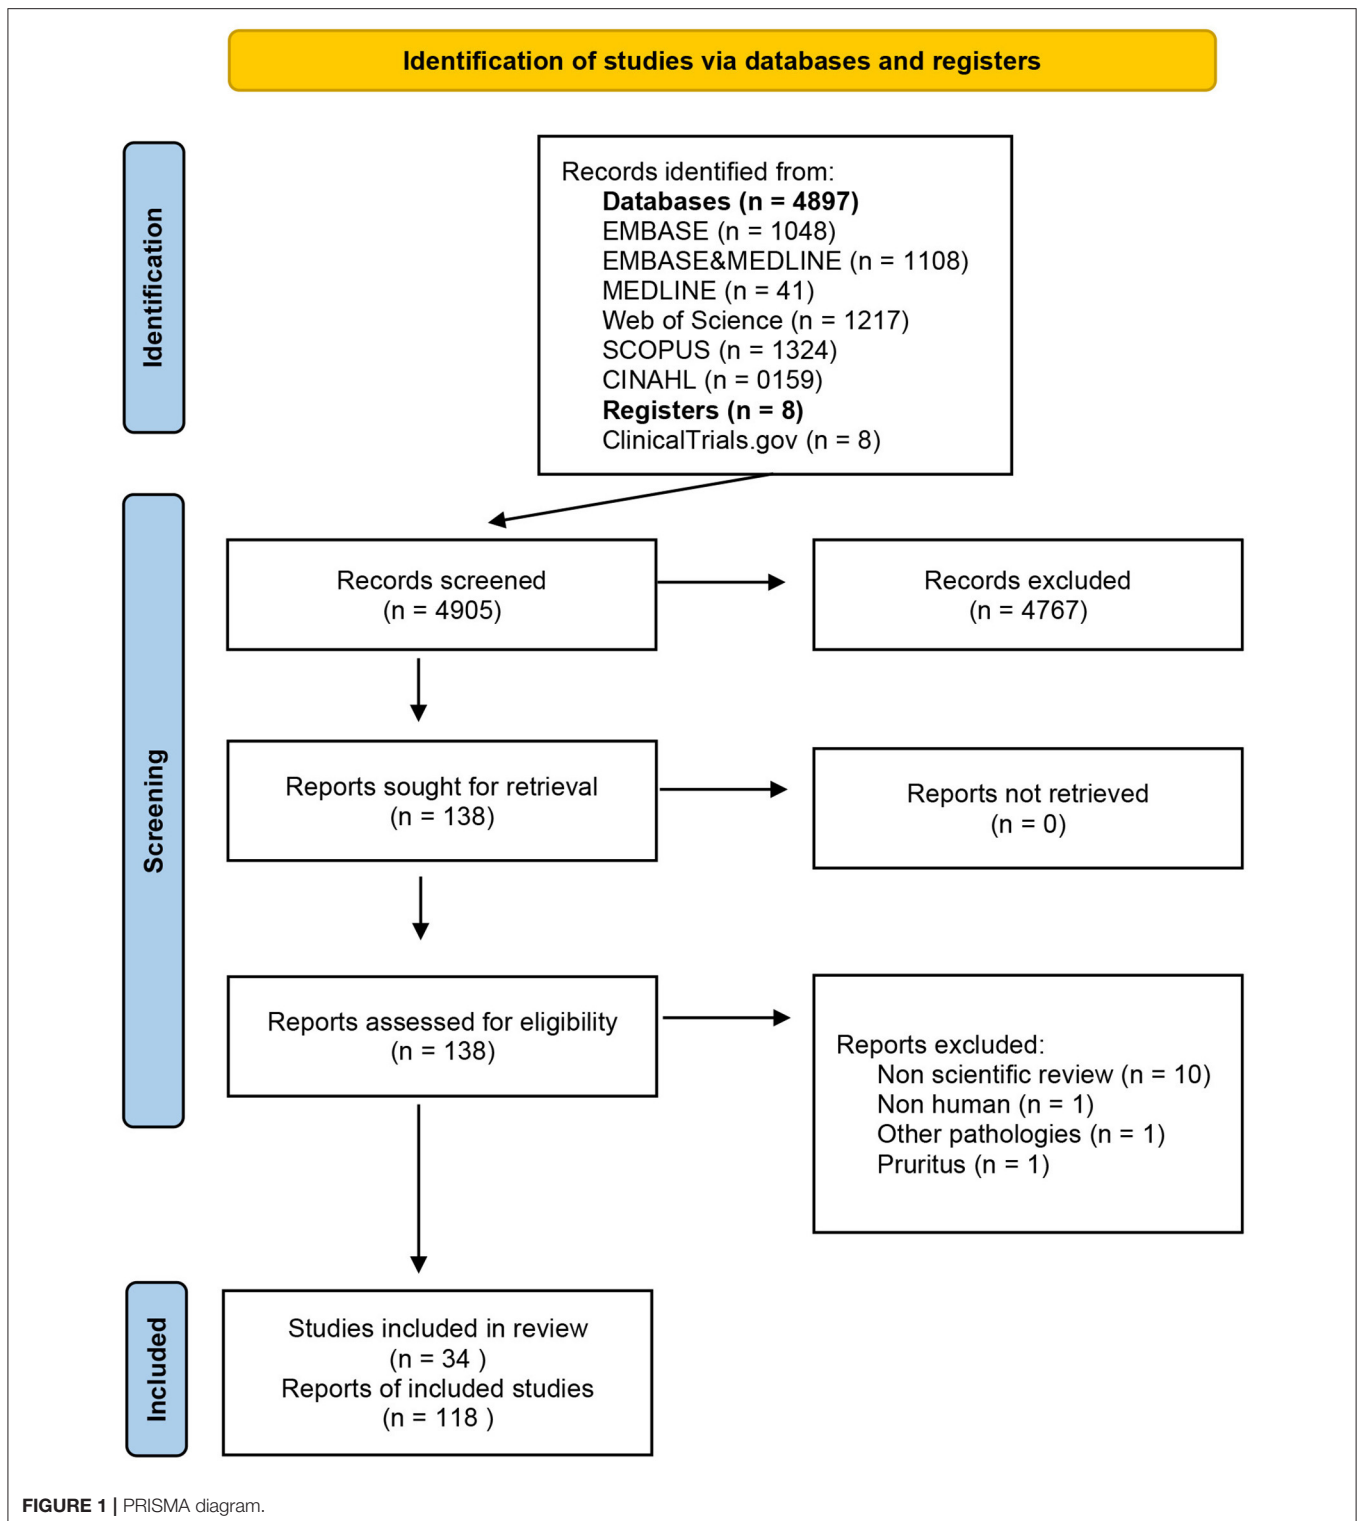 Identification of studies via databases and registers
Identification
Records identified from:
Databases (n = 4897)
EMBASE (n = 1048)
EMBASE&MEDLINE (n = 1108)
MEDLINE (n = 41)
Web of Science (n = 1217)
SCOPUS (n = 1324)
CINAHL (n = 0159)
Registers (n = 8)
ClinicalTrials.gov (n = 8)
Screening
Records screened
(n = 4905)
Records excluded
(n = 4767)
Reports sought for retrieval
(n = 138)
Reports not retrieved
(n = 0)
Reports assessed for eligibility
(n = 138)
Reports excluded:
Non scientific review (n = 10)
Non human (n = 1)
Other pathologies (n = 1)
Pruritus (n = 1)
Included
Studies included in review
(n = 34 )
Reports of included studies
(n = 118 )
FIGURE 1 | PRISMA diagram.